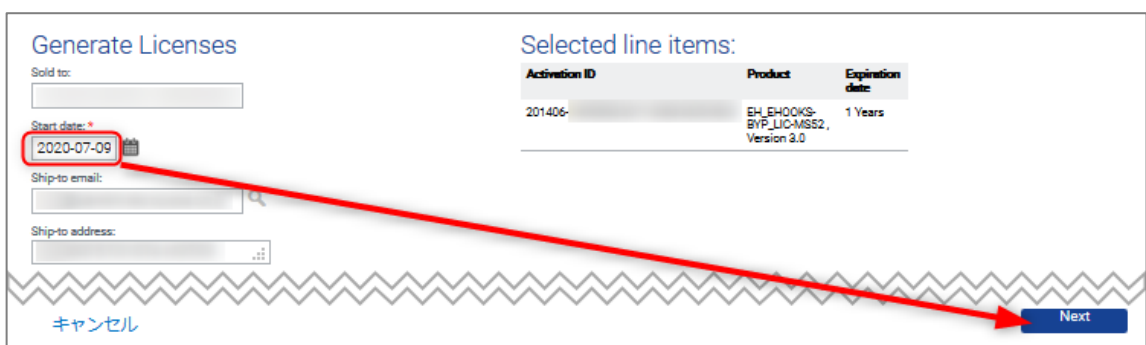 Generate Licenses
Sold to:
Start date: *
2020-07-09
Ship-to email:
Ship-to address:
Selected line items:
Activation ID Product Expiration date
201406- EH_EHOOKS-BYP_LIC-MS52, Version 3.0 1 Years
キャンセル
Next